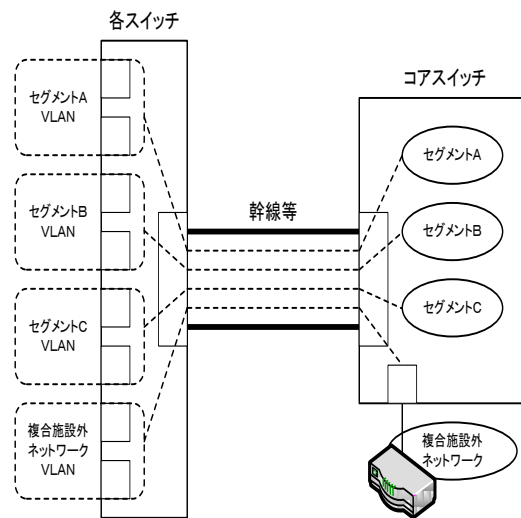 各スイッチ
セグメントA
VLAN
セグメントB
VLAN
セグメントC
VLAN
複合施設外
ネットワーク
VLAN
幹線等
コアスイッチ
セグメントA
セグメントB
セグメントC
複合施設外
ネットワーク